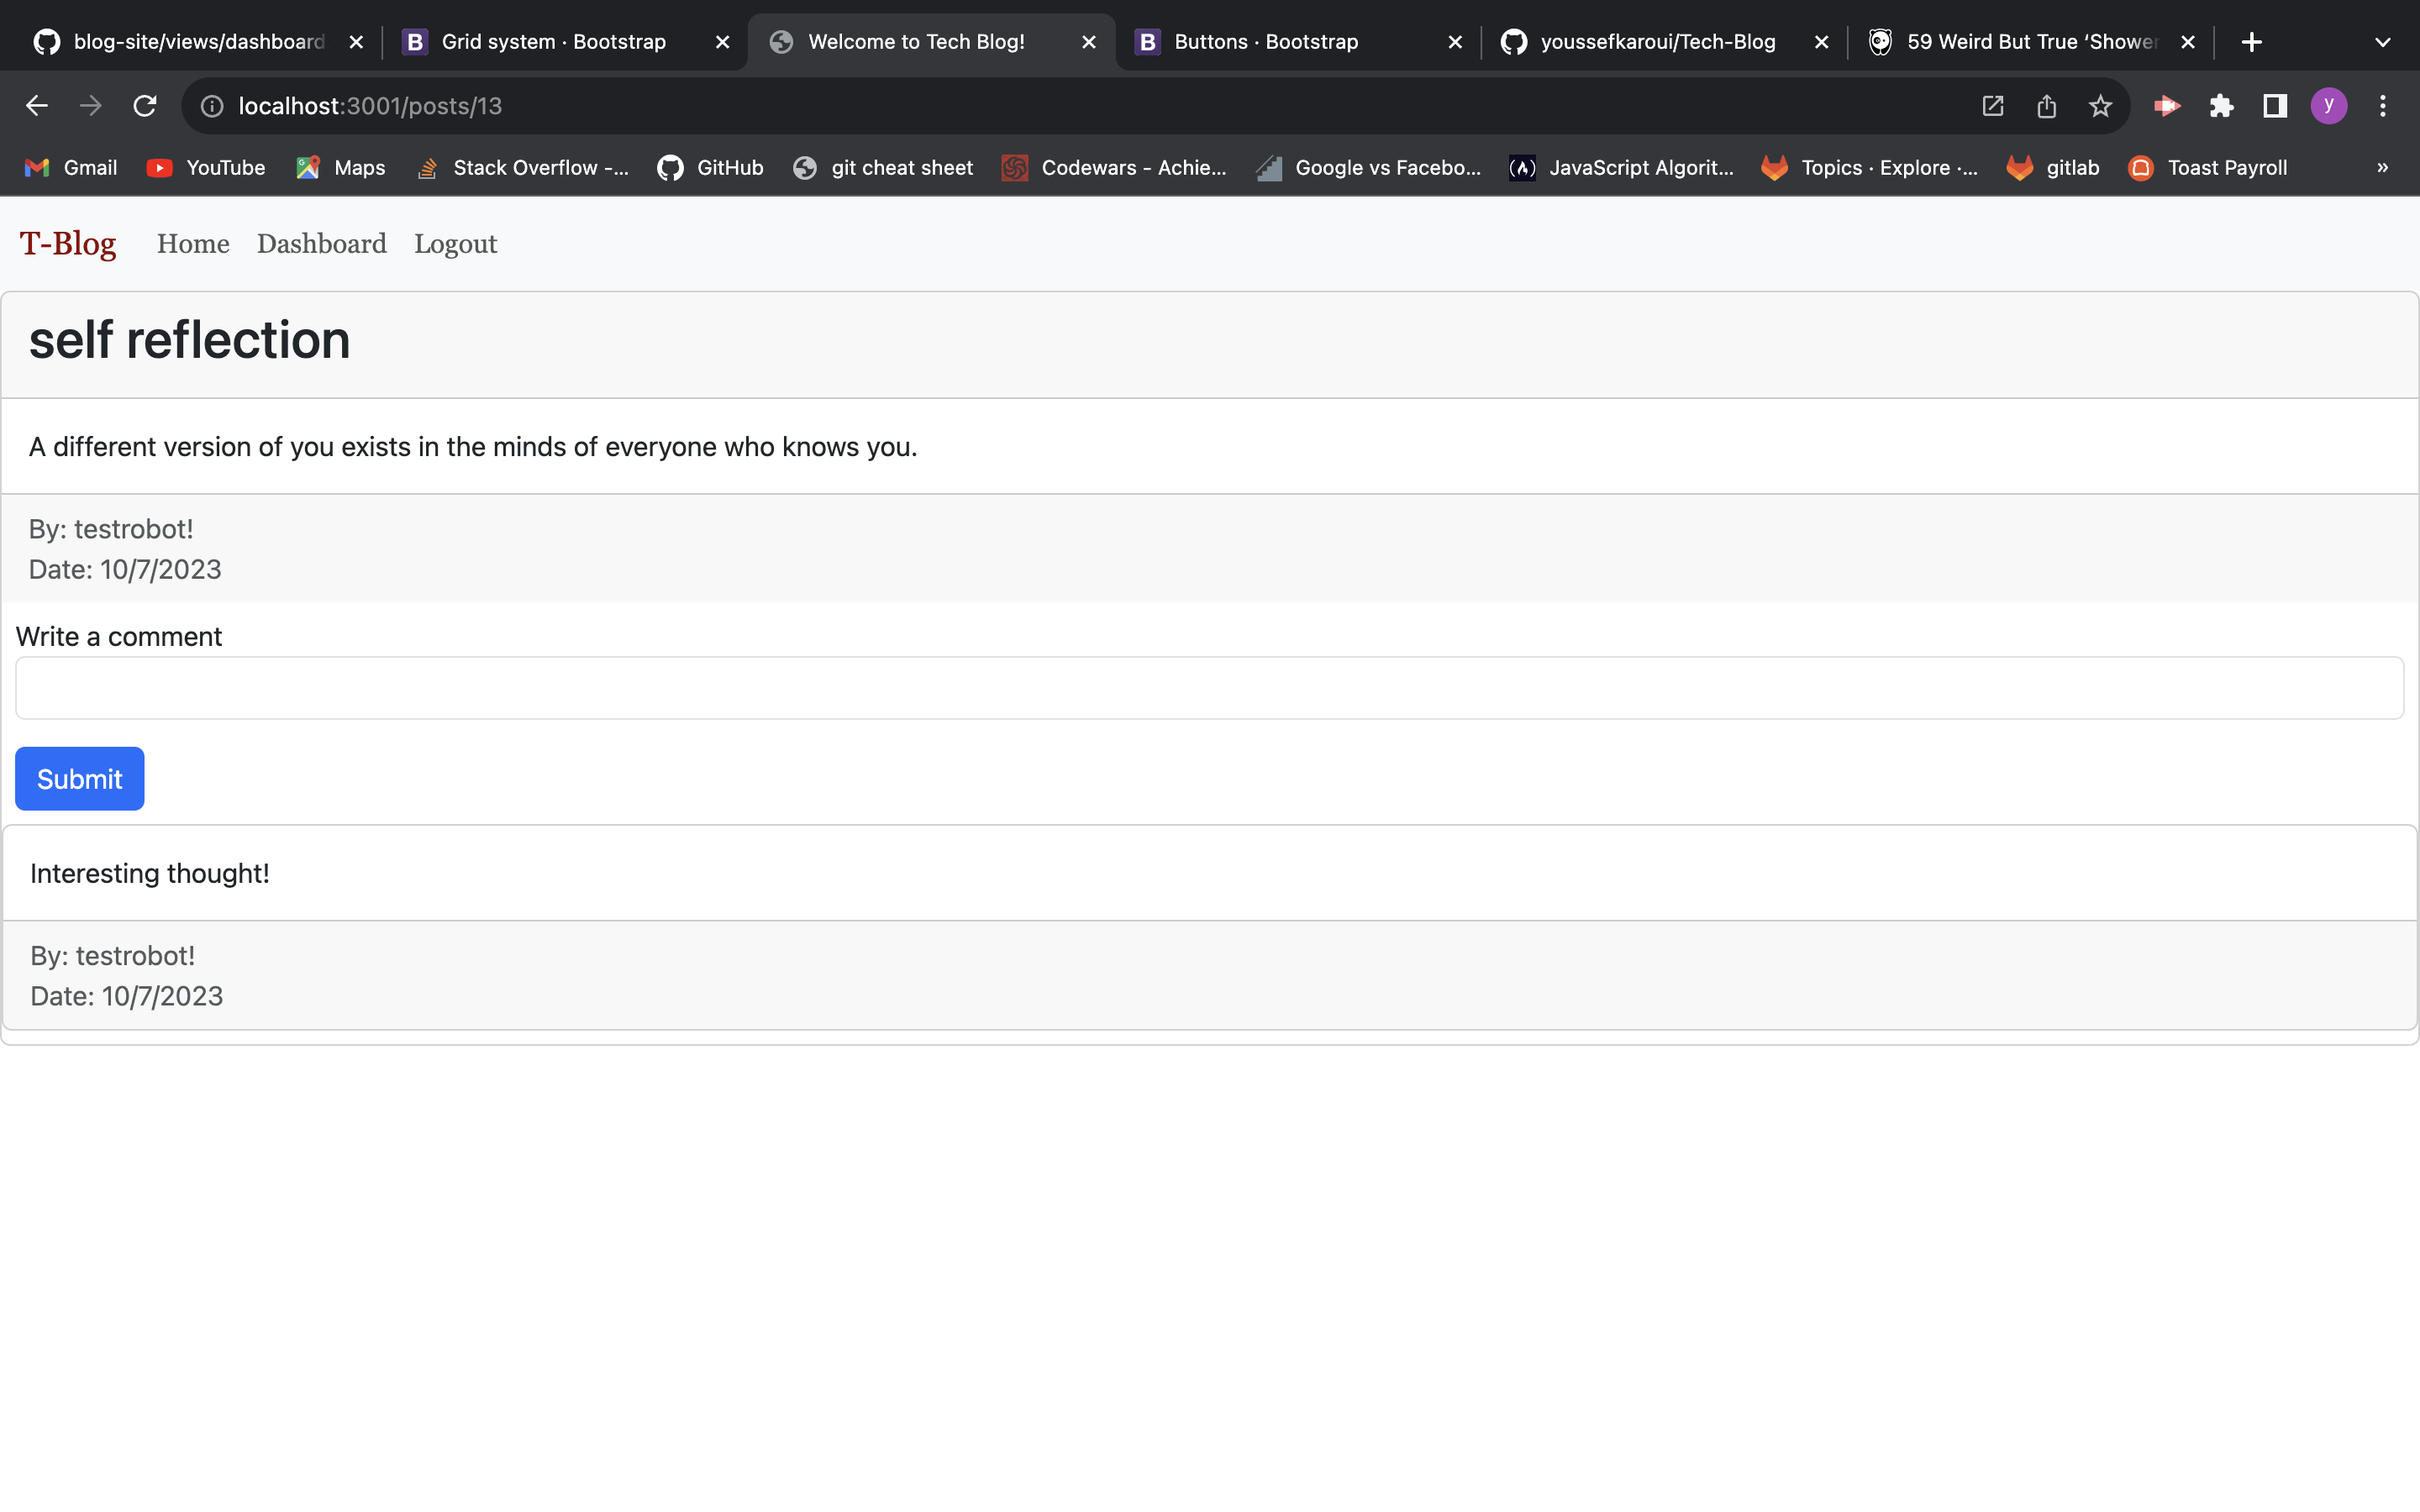 blog-site/views/dashboard
Grid system · Bootstrap
Welcome to Tech Blog!
Buttons · Bootstrap
youssefkaroui/Tech-Blog
59 Weird But True ‘Shower
localhost:3001/posts/13
y
Gmail
YouTube
Maps
Stack Overflow -...
GitHub
git cheat sheet
Codewars - Achie...
Google vs Facebo...
JavaScript Algorit...
Topics · Explore ·...
gitlab
Toast Payroll
»
T-Blog Home Dashboard Logout
self reflection
A different version of you exists in the minds of everyone who knows you.
By: testrobot!
Date: 10/7/2023
Write a comment
Submit
Interesting thought!
By: testrobot!
Date: 10/7/2023